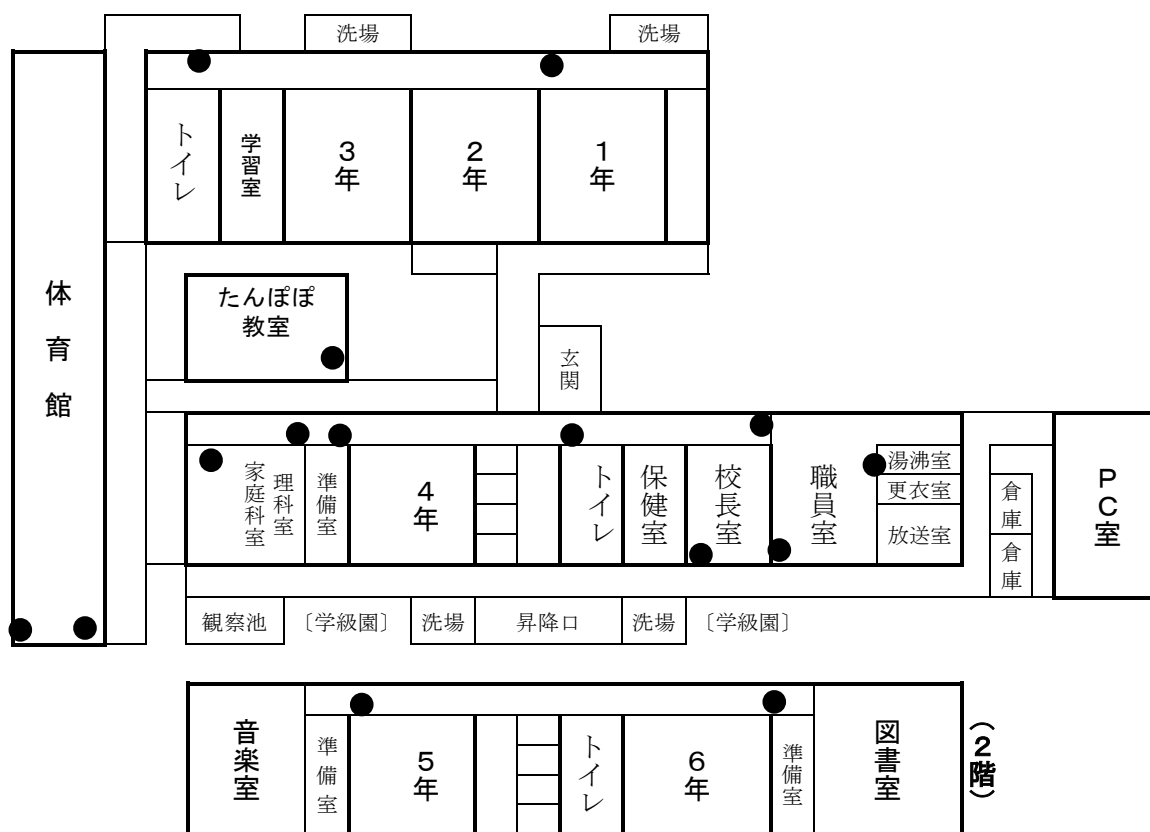 洗場
洗場
トイレ
学習室
3年
2年
1年
体育館
たんぽぽ
教室
玄関
家庭科室
理科室
準備室
4年
トイレ
保健室
校長室
職員室
湯沸室
更衣室
放送室
倉庫
倉庫
PC室
観察池
〔学級園〕
洗場
昇降口
洗場
〔学級園〕
音楽室
準備室
5年
トイレ
6年
準備室
図書室
(2階)